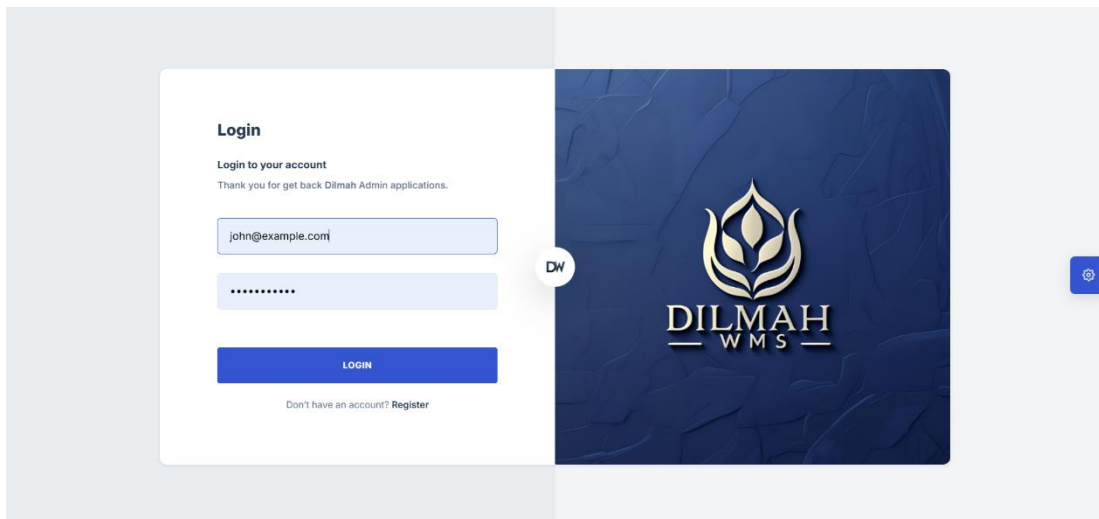 Login
Login to your account
Thank you for get back Dilmah Admin applications.
john@example.com
•••••••••••
LOGIN
Don't have an account? Register
DW
DILMAH
WMS